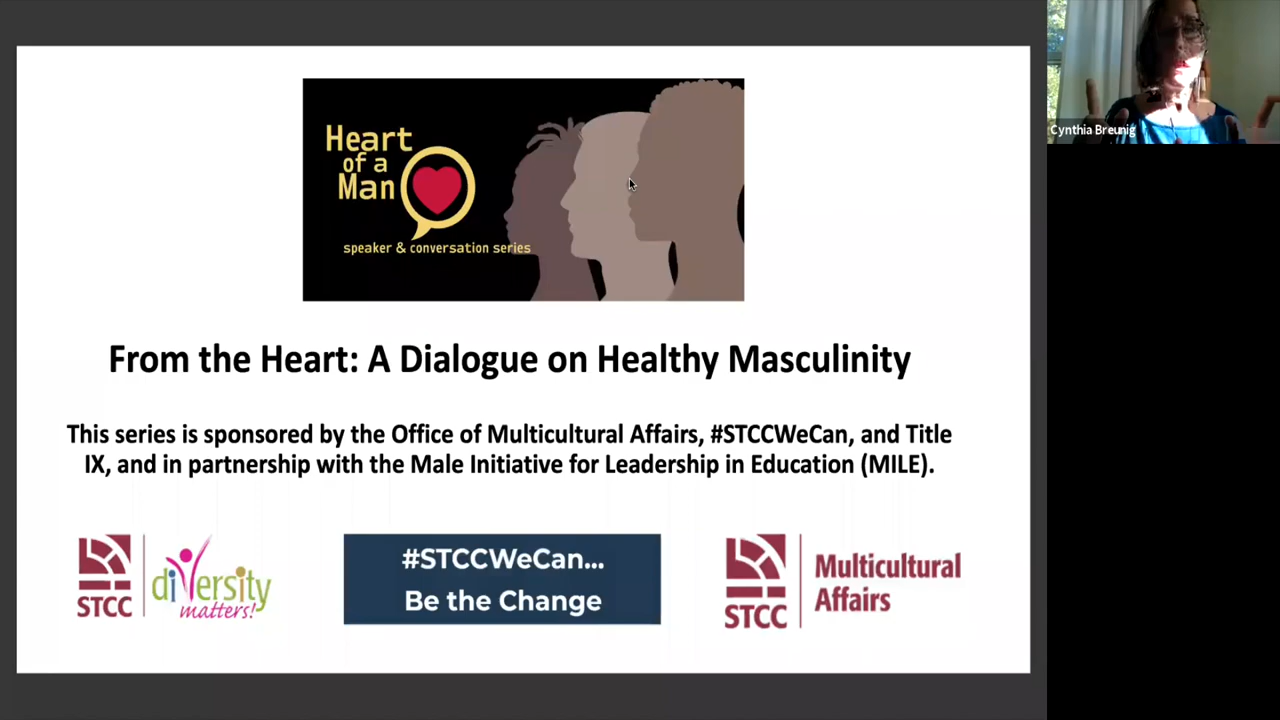 Heart
of a
Man
speaker & conversation series
From the Heart: A Dialogue on Healthy Masculinity
This series is sponsored by the Office of Multicultural Affairs, #STCCWeCan, and Title
IX, and in partnership with the Male Initiative for Leadership in Education (MILE).
STCC
diversity
matters!
#STCCWeCan...
Be the Change
STCC
Multicultural
Affairs
Cynthia Breunig